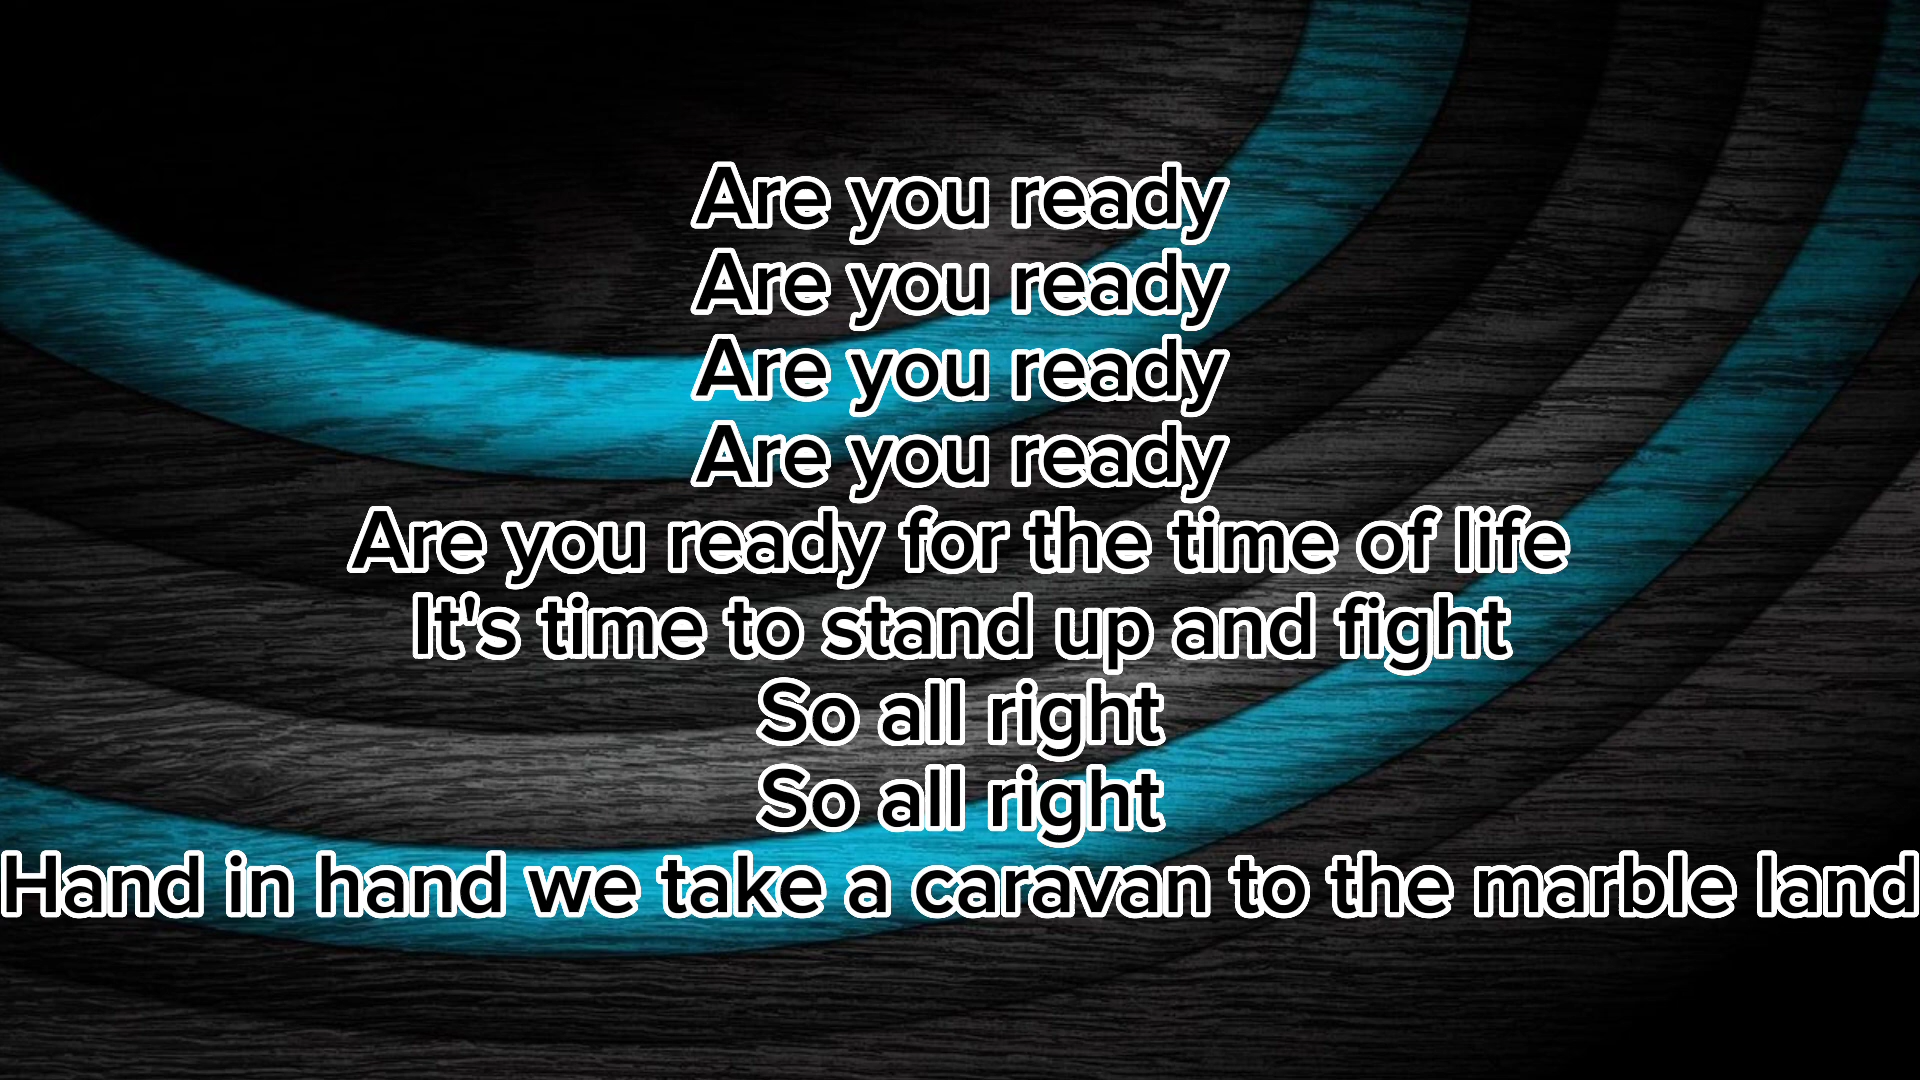 Are you ready
Are you ready
Are you ready
Are you ready
Are you ready for the time of life
It's time to stand up and fight
So all right
So all right
Hand in hand we take a caravan to the marble land